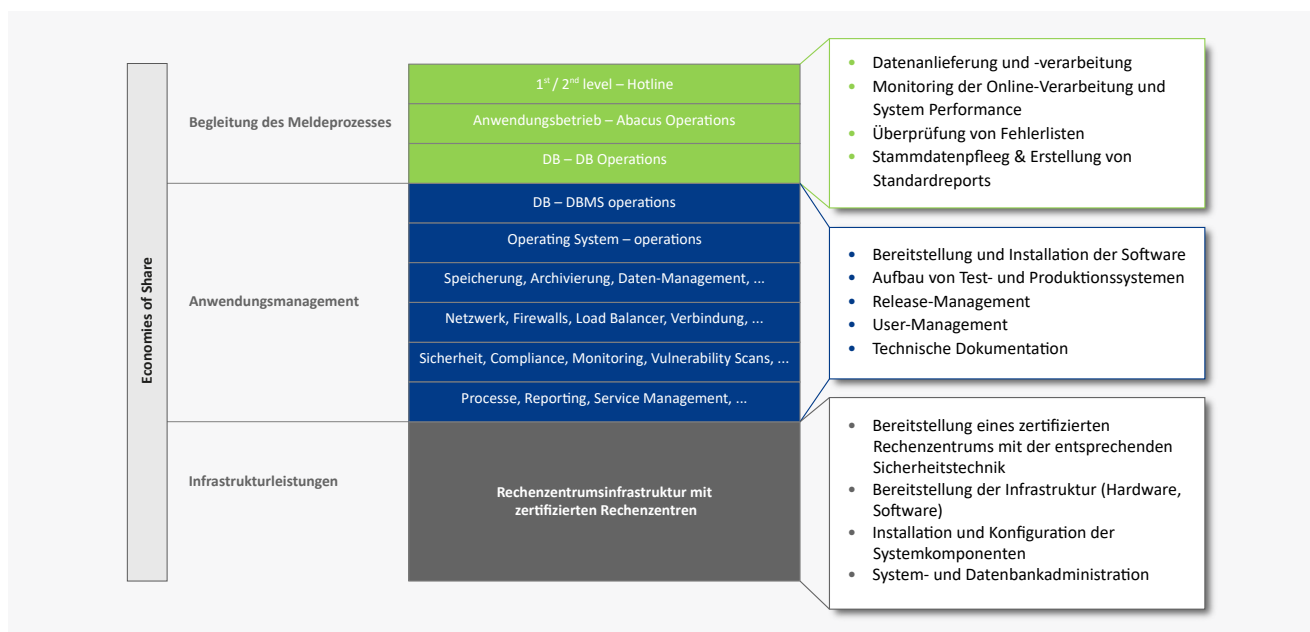 Economies of Share
Begleitung des Meldeprozesses
1st / 2nd level – Hotline
Anwendungsbetrieb – Abacus Operations
DB – DB Operations
• Datenanlieferung und -verarbeitung
• Monitoring der Online-Verarbeitung und
System Performance
• Überprüfung von Fehlerlisten
• Stammdatenpfleeg & Erstellung von
Standardreports
Anwendungsmanagement
DB – DBMS operations
Operating System – operations
Speicherung, Archivierung, Daten-Management, ...
Netzwerk, Firewalls, Load Balancer, Verbindung, ...
Sicherheit, Compliance, Monitoring, Vulnerability Scans, ...
Processe, Reporting, Service Management, ...
• Bereitstellung und Installation der Software
• Aufbau von Test- und Produktionssystemen
• Release-Management
• User-Management
• Technische Dokumentation
Infrastrukturleistungen
Rechenzentrumsinfrastruktur mit
zertifizierten Rechenzentren
• Bereitstellung eines zertifizierten
Rechenzentrums mit der entsprechenden
Sicherheitstechnik
• Bereitstellung der Infrastruktur (Hardware,
Software)
• Installation und Konfiguration der
Systemkomponenten
• System- und Datenbankadministration